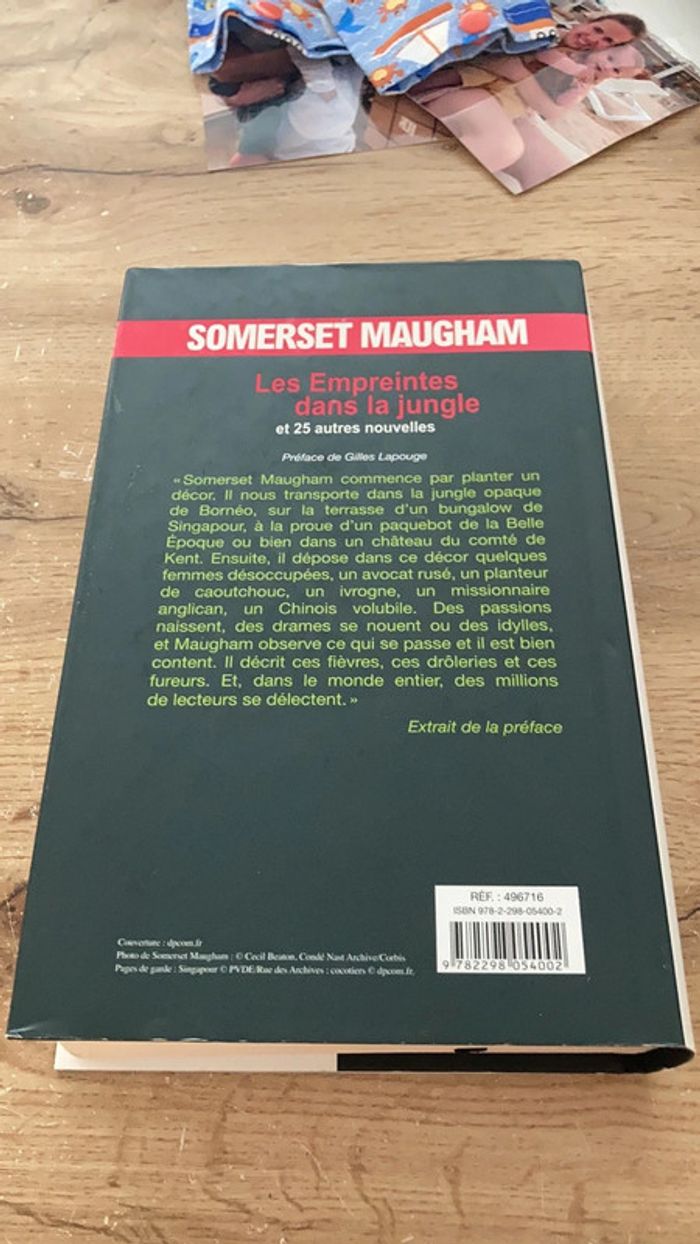 SOMERSET MAUGHAM
Les Empreintes
dans la jungle
et 25 autres nouvelles
Préface de Gilles Lapouge
« Somerset Maugham commence par planter un
décor. Il nous transporte dans la jungle opaque
de Bornéo, sur la terrasse d'un bungalow de
Singapour, à la proue d'un paquebot de la Belle
Époque ou bien dans un château du comté de
Kent. Ensuite, il dépose dans ce décor quelques
femmes désoccupées, un avocat rusé, un planteur
de caoutchouc, un ivrogne, un missionnaire
anglican, un Chinois volubile. Des passions
naissent, des drames se nouent ou des idylles,
et Maugham observe ce qui se passe et il est bien
content. Il décrit ces fièvres, ces drôleries et ces
fureurs. Et, dans le monde entier, des millions
de lecteurs se délectent. »
Extrait de la préface
RÉF. : 496716
ISBN 978-2-298-05400-2
9 782298 054002
Couverture : dpcom.fr
Photo de Somerset Maugham : © Cecil Beaton, Condé Nast Archive/Corbis
Pages de garde : Singapour © PVDE/Rue des Archives ; cocotiers © dpcom.fr.